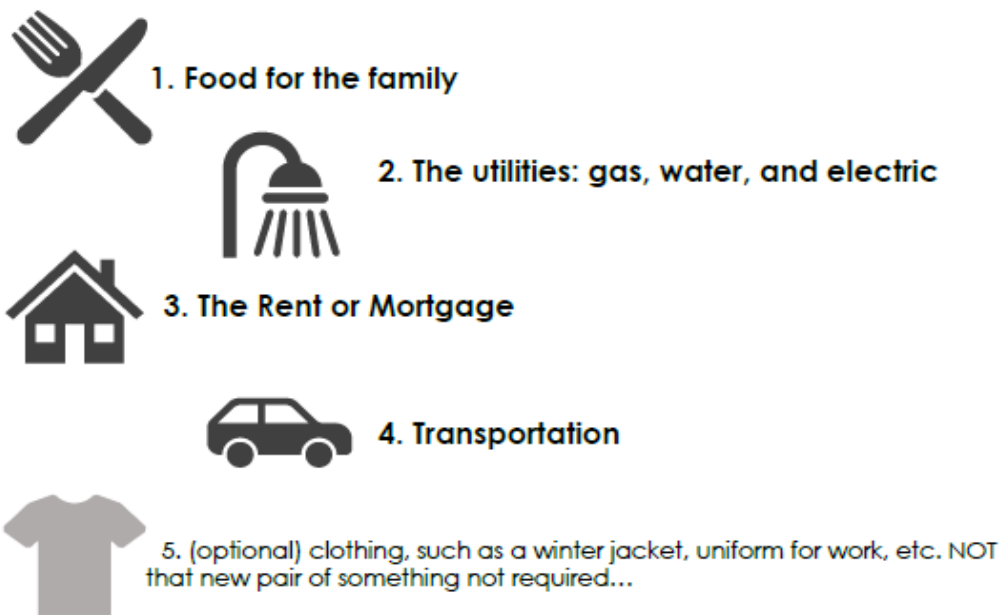 1. Food for the family
2. The utilities: gas, water, and electric
3. The Rent or Mortgage
4. Transportation
5. (optional) clothing, such as a winter jacket, uniform for work, etc. NOT
that new pair of something not required...